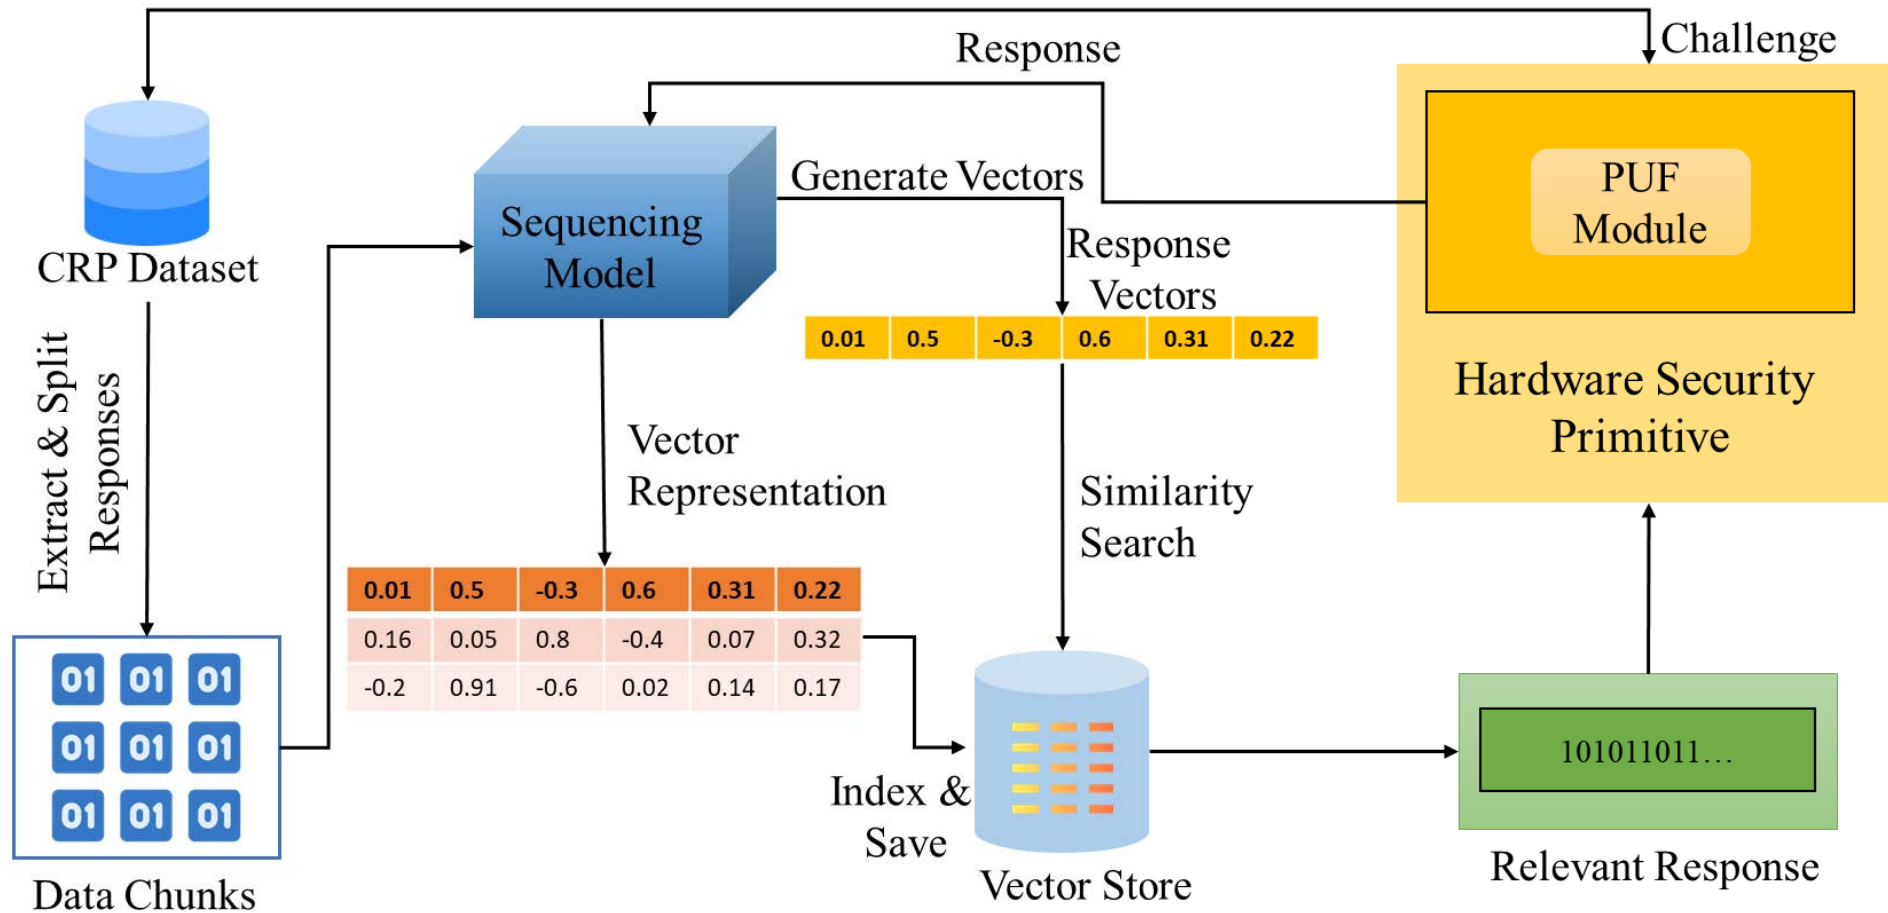 Challenge
Response
PUF
Module
Generate Vectors
Sequencing
Model
Response
Vectors
CRP Dataset
0.01 0.5 -0.3 0.6 0.31 0.22
Hardware Security
Primitive
Extract & Split
Responses
Vector
Representation
Similarity
Search
0.01 0.5 -0.3 0.6 0.31 0.22
0.16 0.05 0.8 -0.4 0.07 0.32
-0.2 0.91 -0.6 0.02 0.14 0.17
01 01 01
01 01 01
01 01 01
101011011...
Index &
Save
Data Chunks
Vector Store
Relevant Response